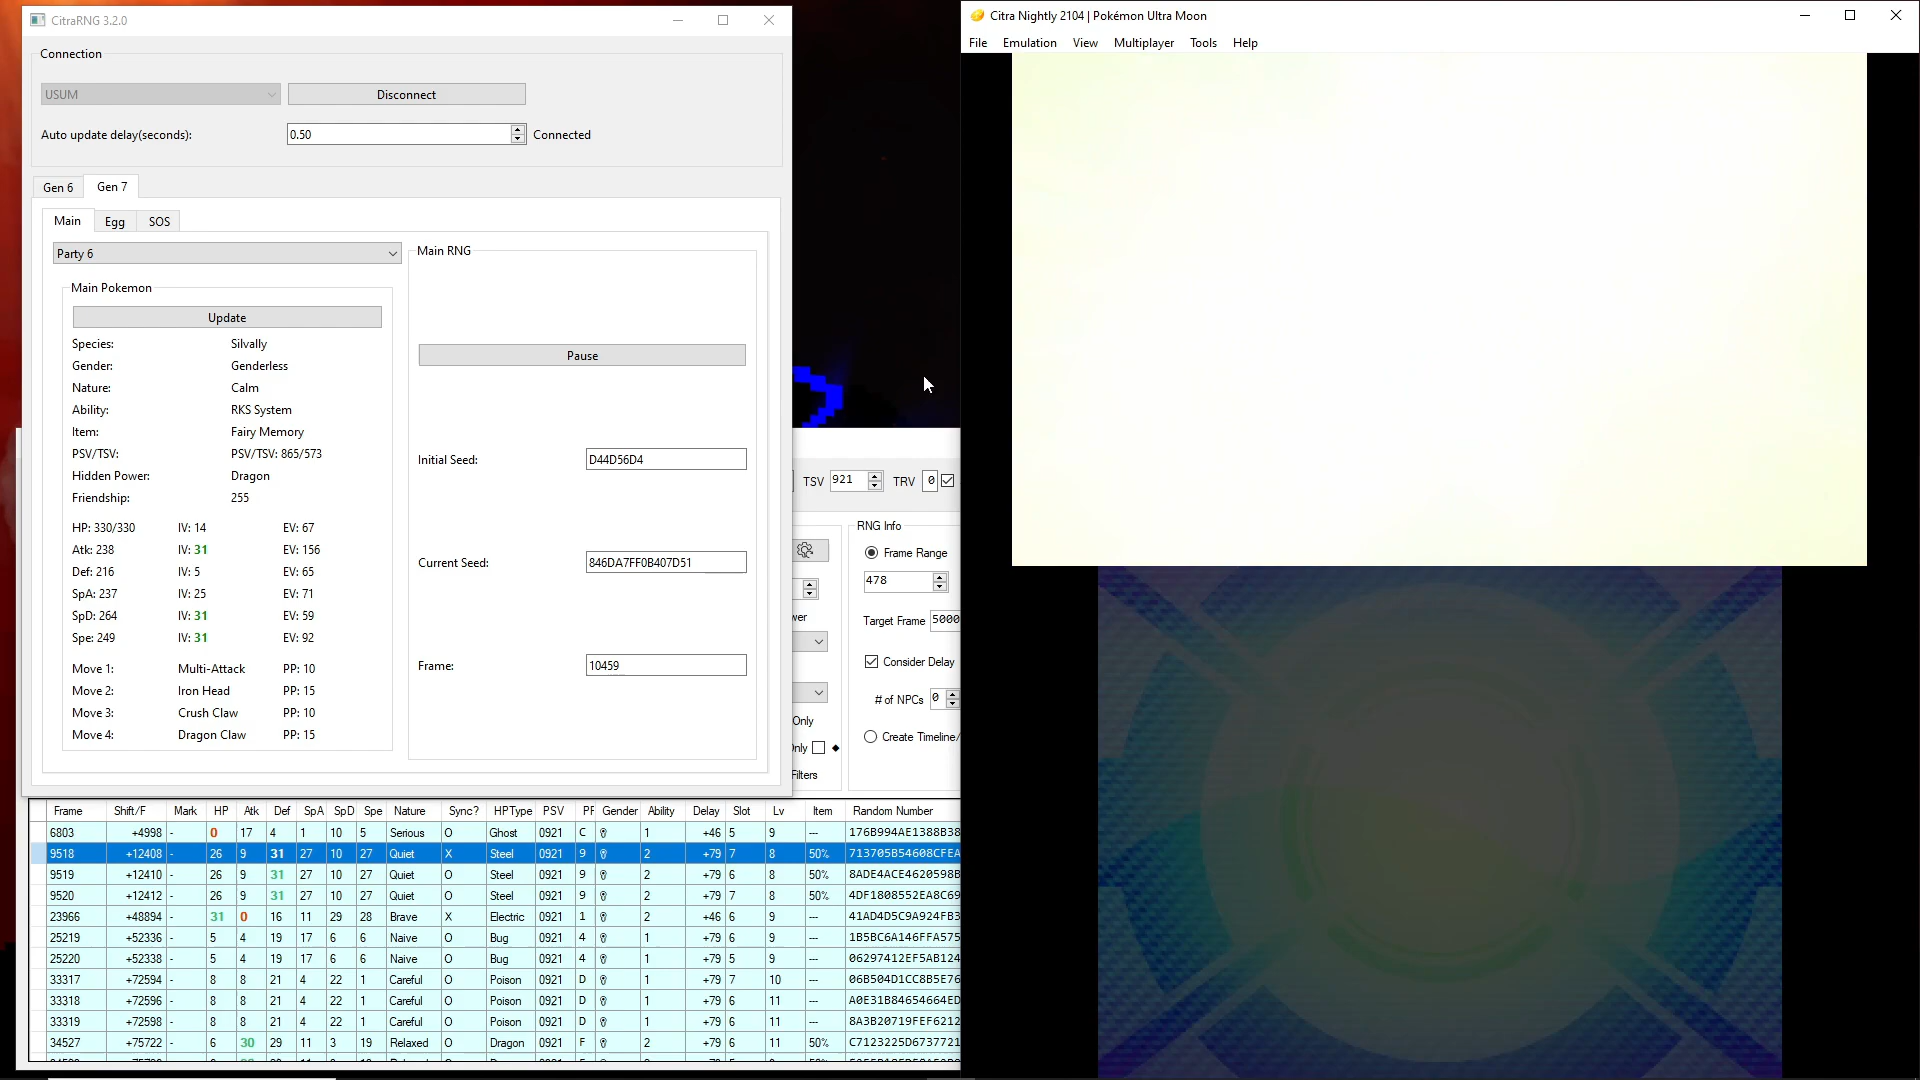 CitraRNG 3.2.0
Connection
USUM
Disconnect
Auto update delay(seconds):
0.50
Connected
Gen 6
Gen 7
Main
Egg
SOS
Party 6
Main Pokemon
Update
Species: Silvally
Gender: Genderless
Nature: Calm
Ability: RKS System
Item: Fairy Memory
PSV/TSV: PSV/TSV: 865/573
Hidden Power: Dragon
Friendship: 255
HP: 330/330 IV: 14 EV: 67
Atk: 238 IV: 31 EV: 156
Def: 216 IV: 5 EV: 65
SpA: 237 IV: 25 EV: 71
SpD: 264 IV: 31 EV: 59
Spe: 249 IV: 31 EV: 92
Move 1: Multi-Attack PP: 10
Move 2: Iron Head PP: 15
Move 3: Crush Claw PP: 10
Move 4: Dragon Claw PP: 15
Main RNG
Pause
Initial Seed: D44D56D4
Current Seed: 846DA7FF0B407D51
Frame: 10459
TSV 921 TRV 0
RNG Info
Frame Range
478
Target Frame 5000
Consider Delay
# of NPCs 0
Create Timeline/
wer
Only
Only
Filters
Frame Shift/F Mark HP Atk Def SpA SpD Spe Nature Sync? HPType PSV PF Gender Ability Delay Slot Lv Item Random Number
6803 +4998 - 0 17 4 1 10 5 Serious O Ghost 0921 C ♀ 1 +46 5 9 --- 176B994AE1388B38
9518 +12408 - 26 9 31 27 10 27 Quiet X Steel 0921 9 ♀ 2 +79 7 8 50% 713705B54608CFEA
9519 +12410 - 26 9 31 27 10 27 Quiet O Steel 0921 9 ♀ 2 +79 6 8 50% 8ADE4ACE4620598B
9520 +12412 - 26 9 31 27 10 27 Quiet O Steel 0921 9 ♀ 2 +79 7 8 50% 4DF1808552EA8C69
23966 +48894 - 31 0 16 11 29 28 Brave X Electric 0921 1 ♀ 2 +46 6 9 --- 41AD4D5C9A924FB3
25219 +52336 - 5 4 19 17 6 6 Naive O Bug 0921 4 ♀ 1 +79 6 9 --- 1B5BC6A146FFA575
25220 +52338 - 5 4 19 17 6 6 Naive O Bug 0921 4 ♀ 1 +79 5 9 --- 06297412EF5AB124
33317 +72594 - 8 8 21 4 22 1 Careful O Poison 0921 D ♀ 1 +79 7 10 --- 06B504D1CC8B5E76
33318 +72596 - 8 8 21 4 22 1 Careful O Poison 0921 D ♀ 1 +79 6 11 --- A0E31B84654664ED
33319 +72598 - 8 8 21 4 22 1 Careful O Poison 0921 D ♀ 1 +79 6 11 --- 8A3B20719FEF6212
34527 +75722 - 6 30 29 11 3 19 Relaxed O Dragon 0921 F ♀ 2 +79 6 11 50% C7123225D6737721
Citra Nightly 2104 | Pokémon Ultra Moon
File Emulation View Multiplayer Tools Help